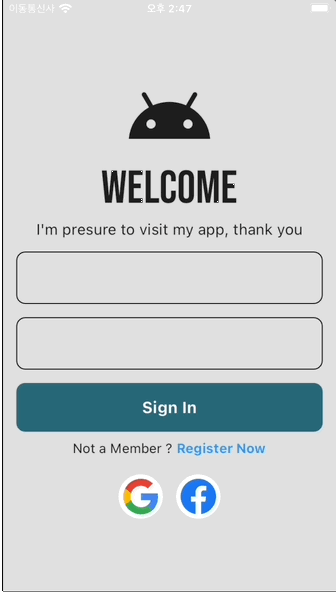 이동통신사 오후 2:47
WELCOME
I'm presure to visit my app, thank you
Sign In
Not a Member ? Register Now